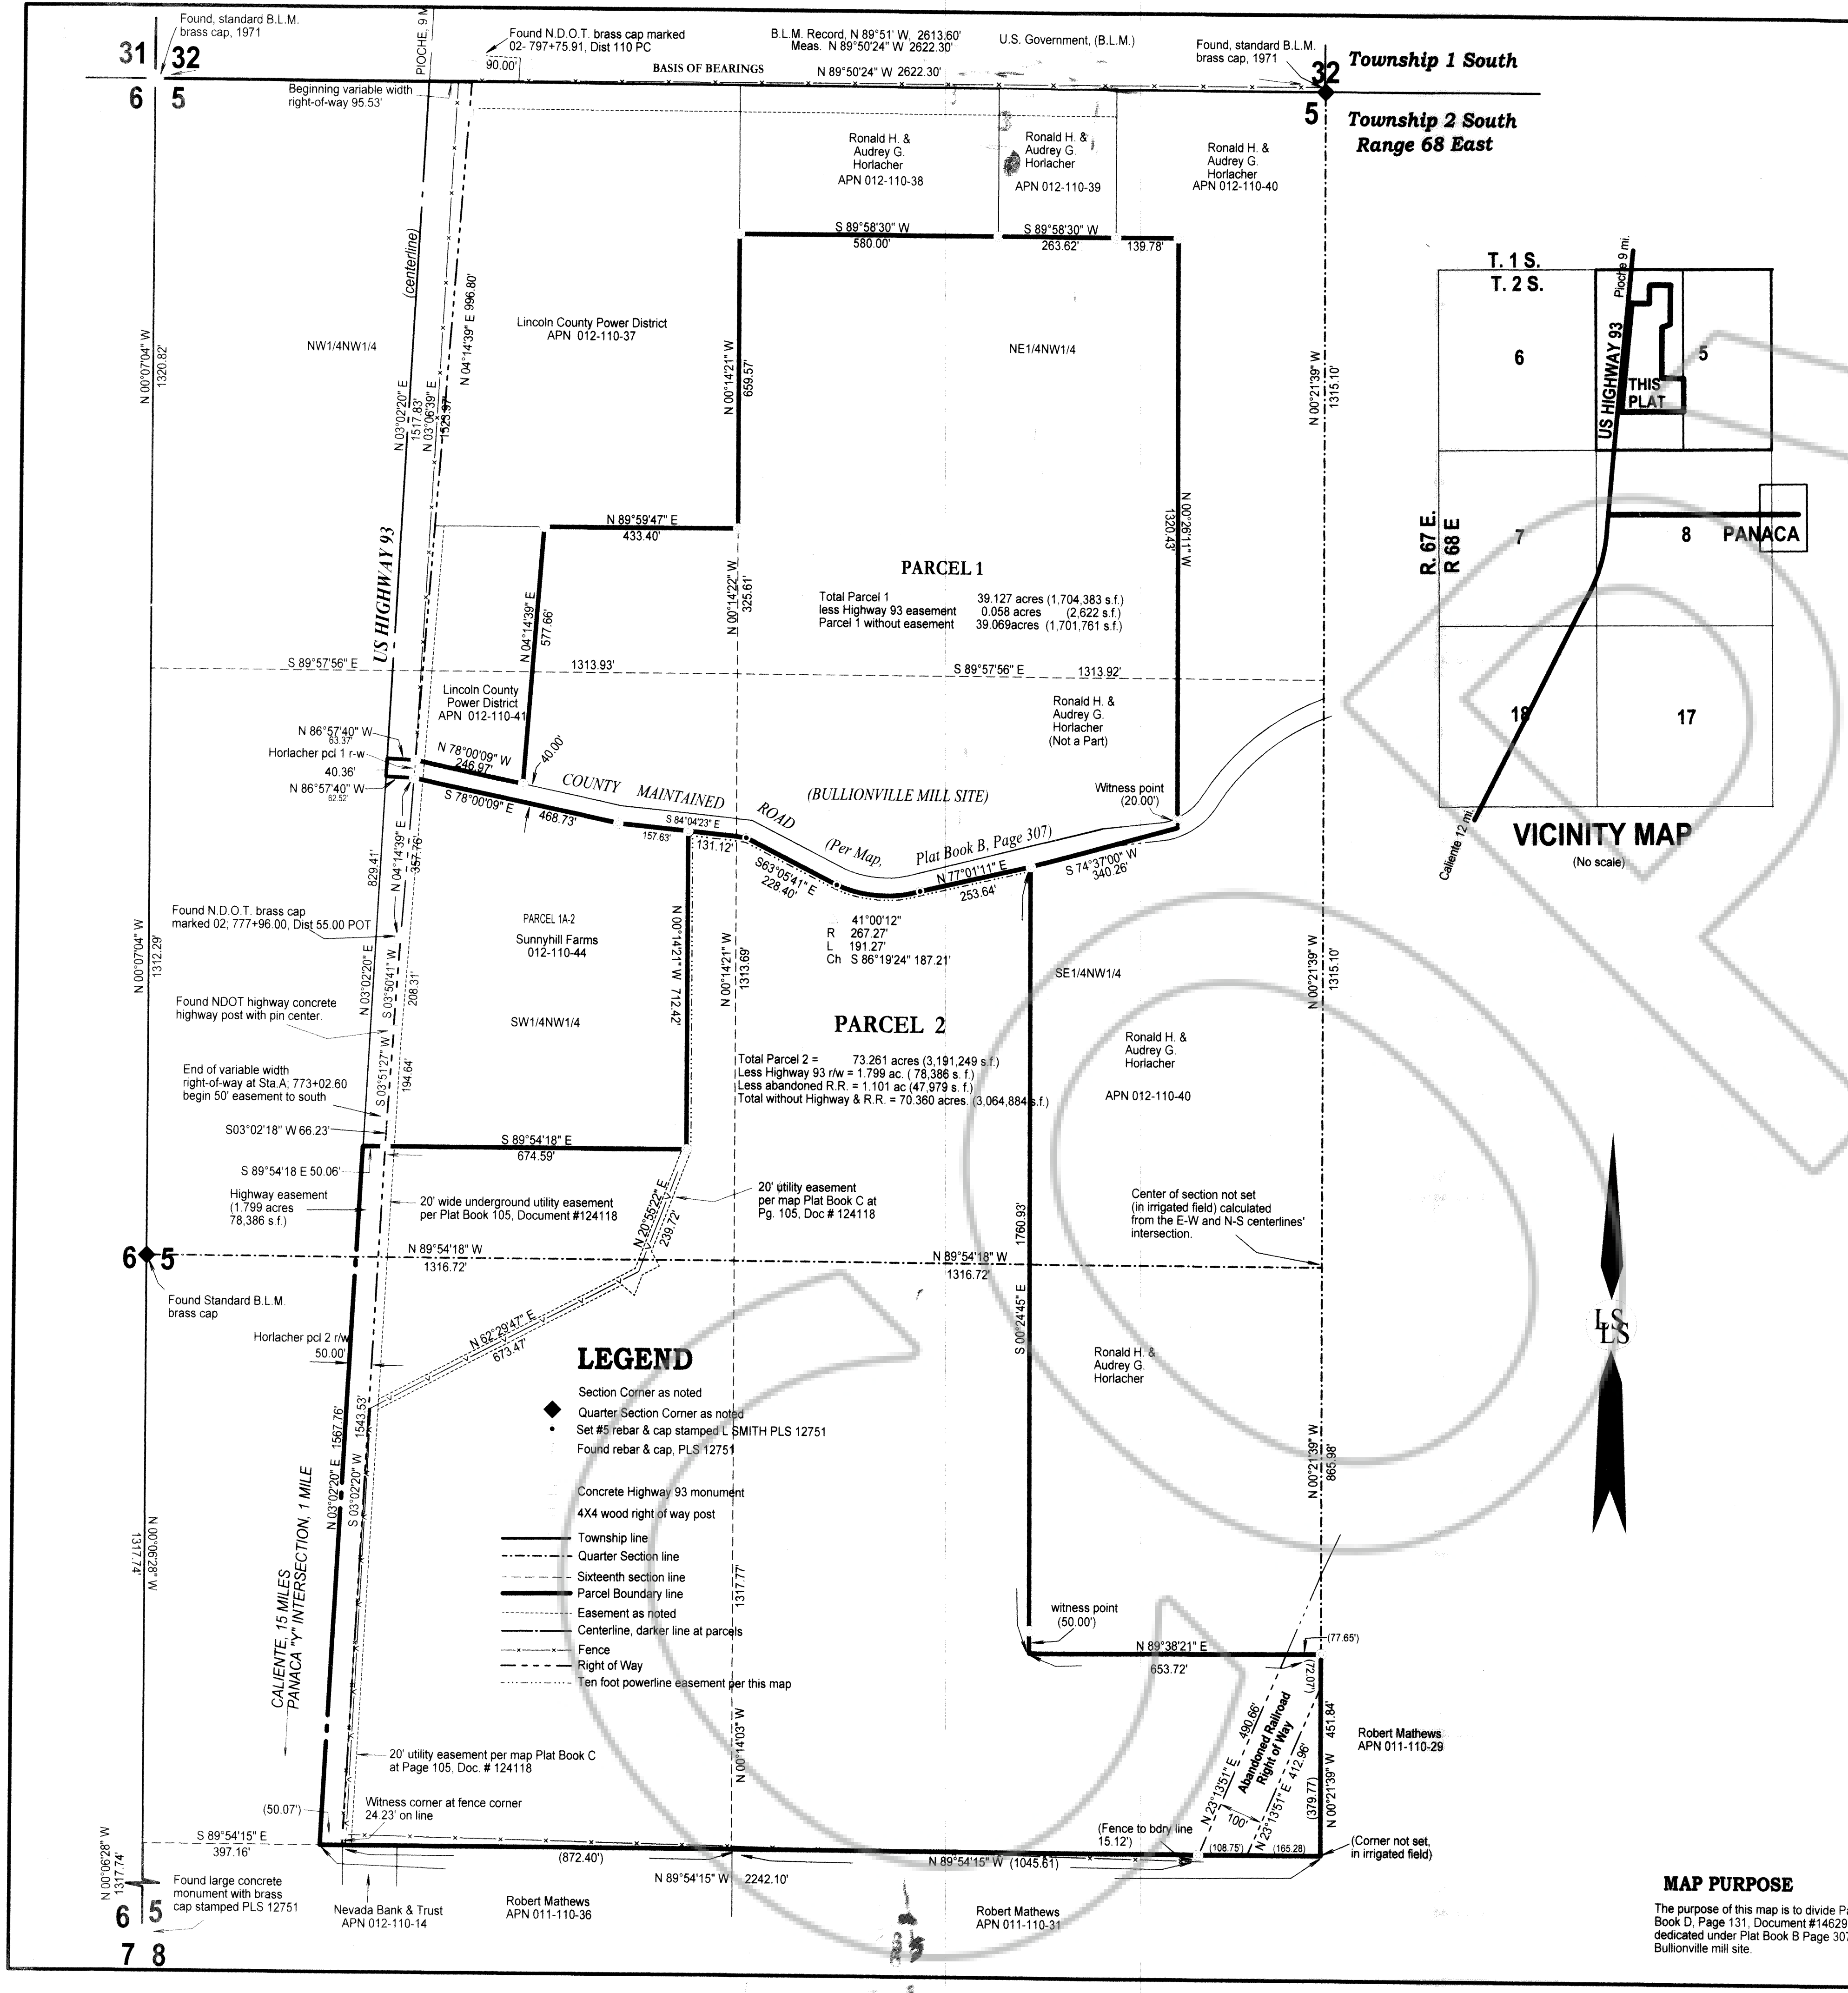 Found, standard B.L.M.
brass cap, 1971
31
32
6
5
PIOCHE, 9 M
Found N.D.O.T. brass cap marked
02- 797+75.91, Dist 110 PC
90.00'
B.L.M. Record, N 89°51' W, 2613.60'
Meas. N 89°50'24" W 2622.30'
U.S. Government, (B.L.M.)
BASIS OF BEARINGS
N 89°50'24" W 2622.30'
Found, standard B.L.M.
brass cap, 1971
32
5
Township 1 South
Township 2 South
Range 68 East
Beginning variable width
right-of-way 95.53'
Ronald H. &
Audrey G.
Horlacher
APN 012-110-38
Ronald H. &
Audrey G.
Horlacher
APN 012-110-39
Ronald H. &
Audrey G.
Horlacher
APN 012-110-40
S 89°58'30" W
580.00'
S 89°58'30" W
263.62'
139.78'
(centerline)
N 04°14'39" E 996.80'
Lincoln County Power District
APN 012-110-37
NW1/4NW1/4
NE1/4NW1/4
N 00°07'04" W
1320.82'
N 03°02'20" E
1517.83'
N 03°06'39" E
1523.97'
N 00°14'21" W
659.57'
N 00°21'39" W
1315.10'
N 00°26'11" W
1320.43'
US HIGHWAY 93
N 89°59'47" E
433.40'
N 04°14'39" E
577.66'
N 00°14'22" W
325.61'
PARCEL 1
Total Parcel 1 39.127 acres (1,704,383 s.f.)
less Highway 93 easement 0.058 acres (2,622 s.f.)
Parcel 1 without easement 39.069acres (1,701,761 s.f.)
S 89°57'56" E
1313.93'
S 89°57'56" E
1313.92'
Lincoln County
Power District
APN 012-110-41
Ronald H. &
Audrey G.
Horlacher
(Not a Part)
N 86°57'40" W
63.37'
Horlacher pcl 1 r-w
40.36'
N 86°57'40" W
62.52'
N 78°00'09" W
246.97'
40.00'
S 78°00'09" E
468.73'
COUNTY MAINTAINED ROAD
(BULLIONVILLE MILL SITE)
(Per Map, Plat Book B, Page 307)
Witness point
(20.00')
S 84°04'23" E
157.63'
131.12'
S63°05'41" E
228.40'
N 77°01'11" E
253.64'
S 74°37'00" W
340.26'
829.41'
N 04°14'39" E
357.76'
41°00'12"
R 267.27'
L 191.27'
Ch S 86°19'24" 187.21'
Found N.D.O.T. brass cap
marked 02; 777+96.00, Dist 55.00 POT
PARCEL 1A-2
Sunnyhill Farms
012-110-44
N 00°07'04" W
1312.29'
N 03°02'20" E
S 03°50'41" W
208.31'
N 00°14'21" W 712.42'
N 00°14'21" W
1313.69'
SE1/4NW1/4
N 00°21'39" W
1315.10'
Found NDOT highway concrete
highway post with pin center.
SW1/4NW1/4
PARCEL 2
Total Parcel 2 = 73.261 acres (3,191,249 s.f.)
Less Highway 93 r/w = 1.799 ac. ( 78,386 s. f.)
Less abandoned R.R. = 1.101 ac (47,979 s. f.)
Total without Highway & R.R. = 70.360 acres. (3,064,884 s.f.)
Ronald H. &
Audrey G.
Horlacher
APN 012-110-40
End of variable width
right-of-way at Sta.A; 773+02.60
begin 50' easement to south
S 03°51'27" W
194.64'
S03°02'18" W 66.23'
S 89°54'18" E
674.59'
S 89°54'18 E 50.06'
Highway easement
(1.799 acres
78,386 s.f.)
20' wide underground utility easement
per Plat Book 105, Document #124118
N 20°55'22" E
239.72'
20' utility easement
per map Plat Book C at
Pg. 105, Doc # 124118
1760.93'
S 00°24'45" E
Center of section not set
(in irrigated field) calculated
from the E-W and N-S centerlines'
intersection.
6
5
N 89°54'18" W
1316.72'
N 89°54'18" W
1316.72'
Found Standard B.L.M.
brass cap
N 62°29'47" E
673.47'
Horlacher pcl 2 r/w
50.00'
Ronald H. &
Audrey G.
Horlacher
LEGEND
Section Corner as noted
Quarter Section Corner as noted
Set #5 rebar & cap stamped L SMITH PLS 12751
Found rebar & cap, PLS 12751
Concrete Highway 93 monument
4X4 wood right of way post
Township line
Quarter Section line
Sixteenth section line
Parcel Boundary line
Easement as noted
Centerline, darker line at parcels
Fence
Right of Way
Ten foot powerline easement per this map
N 03°02'20" E 1567.76'
S 03°02'20" W 1543.53'
N 00°06'28" W
1317.74'
1317.77'
N 00°14'03" W
N 00°21'39" W
865.98'
CALIENTE, 15 MILES
PANACA "Y" INTERSECTION, 1 MILE
witness point
(50.00')
N 89°38'21" E
653.72'
(77.65')
(72.07')
N 23°13'51" E 490.66'
Abandoned Railroad
Right of Way
N 23°13'51" E 412.96'
100'
N 00°21'39" W 451.84'
(379.77)
Robert Mathews
APN 011-110-29
20' utility easement per map Plat Book C
at Page 105, Doc. # 124118
(50.07')
Witness corner at fence corner
24.23' on line
(Fence to bdry line
15.12')
(108.75')
(165.28)
(Corner not set,
in irrigated field)
S 89°54'15" E
397.16'
(872.40')
N 89°54'15" W (1045.61)
N 89°54'15" W 2242.10'
N 00°06'28" W
1317.74'
Found large concrete
monument with brass
cap stamped PLS 12751
6
5
7
8
Nevada Bank & Trust
APN 012-110-14
Robert Mathews
APN 011-110-36
Robert Mathews
APN 011-110-31
T. 1 S.
T. 2 S.
Pioche 9 mi.
6
5
US HIGHWAY 93
THIS
PLAT
R. 67 E.
R 68 E
7
8
PANACA
18
17
Caliente 12 mi.
VICINITY MAP
(No scale)
LS
LS
MAP PURPOSE
The purpose of this map is to divide Pa
Book D, Page 131, Document #14629
dedicated under Plat Book B Page 307
Bullionville mill site.